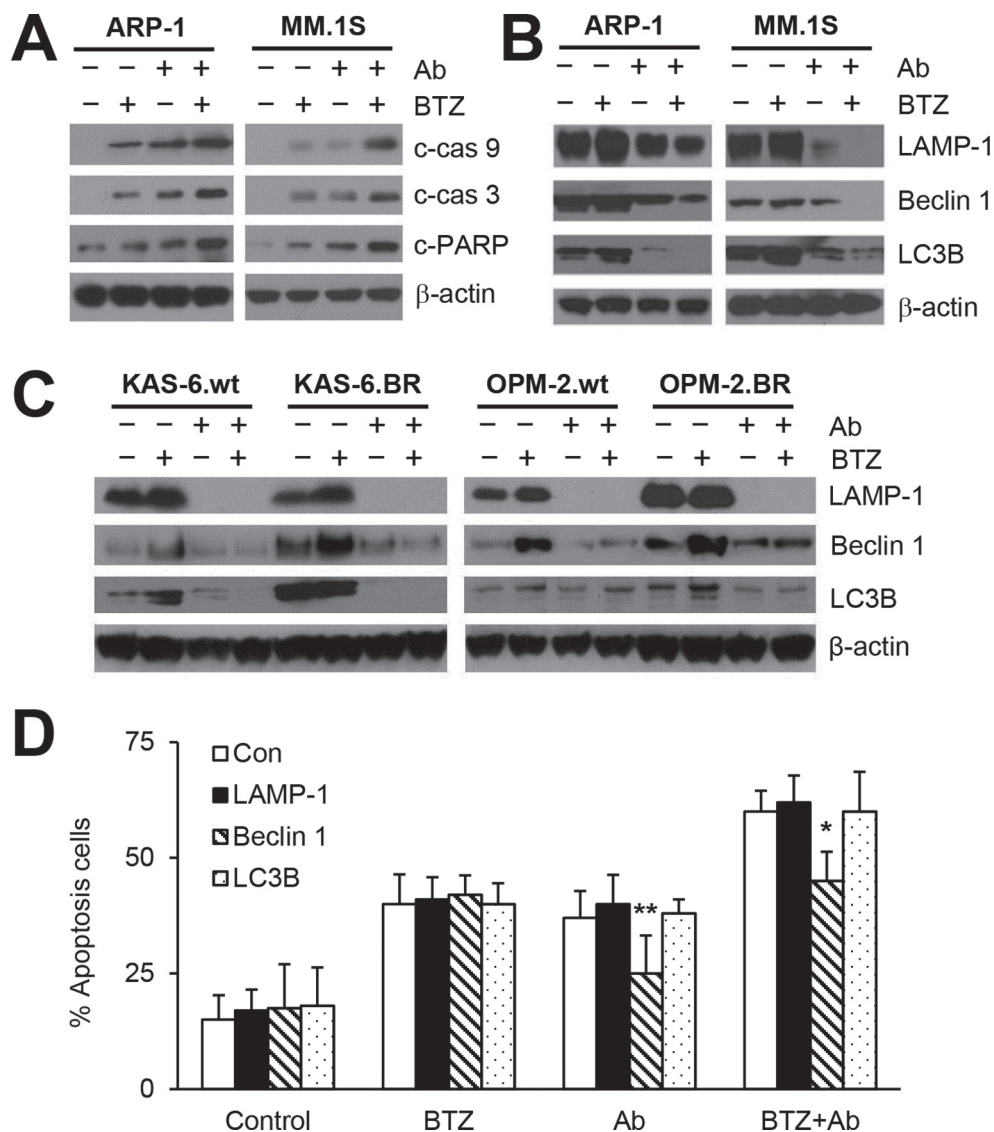 A
ARP-1 MM.1S
− − + + − − + + Ab
− + − + − + − + BTZ
c-cas 9
c-cas 3
c-PARP
β-actin
B
ARP-1 MM.1S
− − + + − − + + Ab
− + − + − + − + BTZ
LAMP-1
Beclin 1
LC3B
β-actin
C
KAS-6.wt KAS-6.BR OPM-2.wt OPM-2.BR
− − + + − − + + − − + + − − + + Ab
− + − + − + − + − + − + − + − + BTZ
LAMP-1
Beclin 1
LC3B
β-actin
D
% Apoptosis cells
75
50
25
0
Con
LAMP-1
Beclin 1
LC3B
**
*
Control BTZ Ab BTZ+Ab